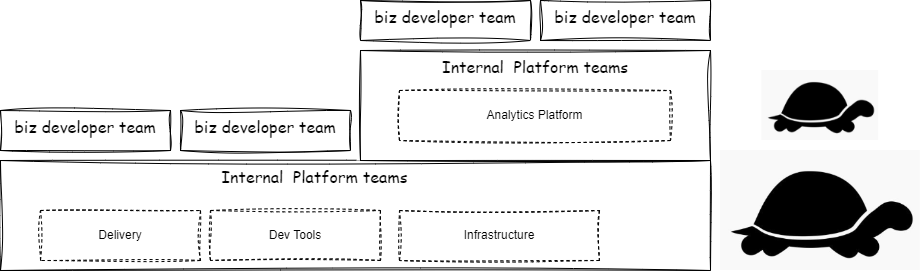 biz developer team
biz developer team
Internal  Platform teams
Analytics Platform
biz developer team
biz developer team
Internal  Platform teams
Delivery
Dev Tools
Infrastructure